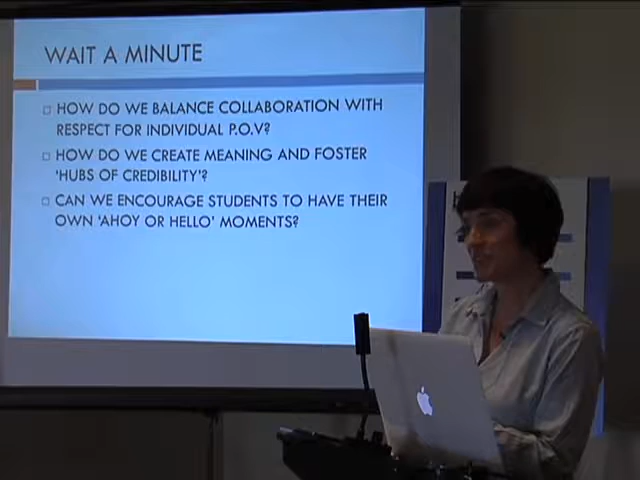 WAIT A MINUTE
HOW DO WE BALANCE COLLABORATION WITH
RESPECT FOR INDIVIDUAL P.O.V?
HOW DO WE CREATE MEANING AND FOSTER
'HUBS OF CREDIBILITY'?
CAN WE ENCOURAGE STUDENTS TO HAVE THEIR
OWN 'AHOY OR HELLO' MOMENTS?